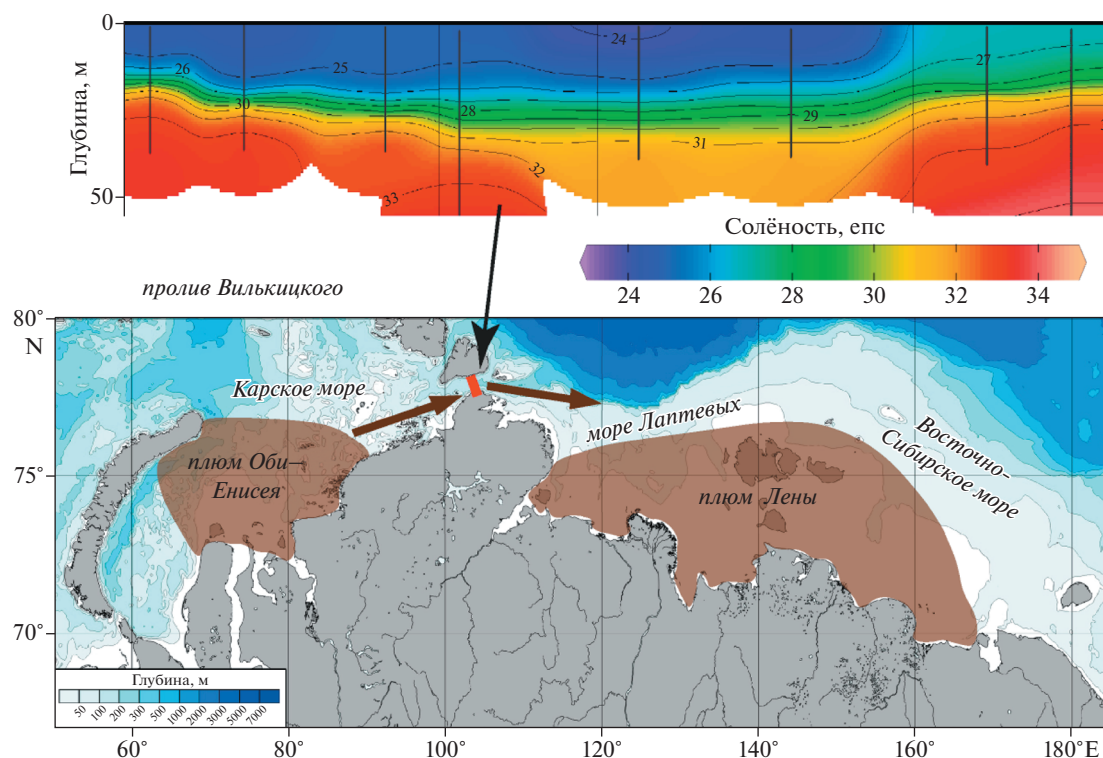 0
50
Глубина, м
26
25
24
27
30
28
29
31
32
33
Солёность, епс
24 26 28 30 32 34
пролив Вилькицкого
80°
N
75°
70°
Карское море
море Лаптевых
Восточно-
Сибирское море
плюм Оби–
Енисея
плюм Лены
Глубина, м
50 100 200 300 500 1000 2000 3000 5000 7000
60° 80° 100° 120° 140° 160° 180°E